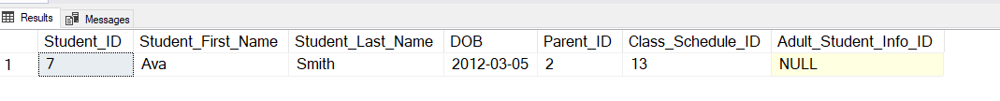 Results Messages
Student_ID Student_First_Name Student_Last_Name DOB Parent_ID Class_Schedule_ID Adult_Student_Info_ID
1 7 Ava Smith 2012-03-05 2 13 NULL